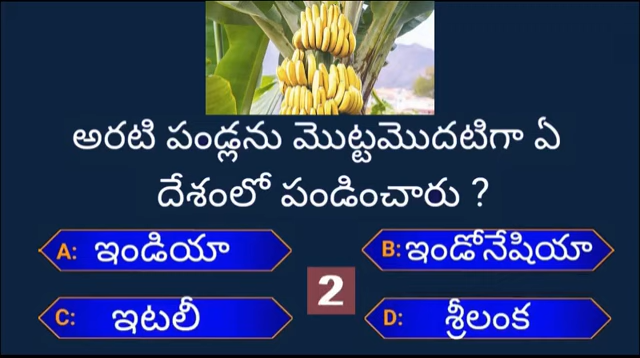 అరటి పండ్లను మొట్టమొదటిగా ఏ
దేశంలో పండించారు ?
A: ఇండియా
B: ఇండోనేషియా
2
C: ఇటలీ
D: శ్రీలంక